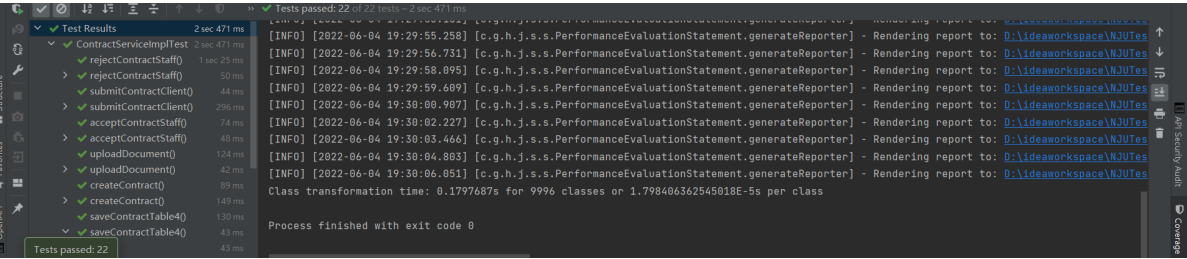 Tests passed: 22 of 22 tests – 2 sec 471 ms
Test Results 2 sec 471 ms
ContractServiceImplTest 2 sec 471 ms
rejectContractStaff() 1 sec 25 ms
rejectContractStaff() 50 ms
submitContractClient() 44 ms
submitContractClient() 296 ms
acceptContractStaff() 74 ms
acceptContractStaff() 48 ms
uploadDocument() 124 ms
uploadDocument() 42 ms
createContract() 89 ms
createContract() 149 ms
saveContractTable4() 130 ms
saveContractTable4() 43 ms
43 ms
Tests passed: 22
[INFO] [2022-06-04 19:29:55.258] [c.g.h.j.s.s.PerformanceEvaluationStatement.generateReporter] - Rendering report to: D:\ideaworkspace\NJUTes
[INFO] [2022-06-04 19:29:56.731] [c.g.h.j.s.s.PerformanceEvaluationStatement.generateReporter] - Rendering report to: D:\ideaworkspace\NJUTes
[INFO] [2022-06-04 19:29:58.095] [c.g.h.j.s.s.PerformanceEvaluationStatement.generateReporter] - Rendering report to: D:\ideaworkspace\NJUTes
[INFO] [2022-06-04 19:29:59.609] [c.g.h.j.s.s.PerformanceEvaluationStatement.generateReporter] - Rendering report to: D:\ideaworkspace\NJUTes
[INFO] [2022-06-04 19:30:00.907] [c.g.h.j.s.s.PerformanceEvaluationStatement.generateReporter] - Rendering report to: D:\ideaworkspace\NJUTes
[INFO] [2022-06-04 19:30:02.227] [c.g.h.j.s.s.PerformanceEvaluationStatement.generateReporter] - Rendering report to: D:\ideaworkspace\NJUTes
[INFO] [2022-06-04 19:30:03.466] [c.g.h.j.s.s.PerformanceEvaluationStatement.generateReporter] - Rendering report to: D:\ideaworkspace\NJUTes
[INFO] [2022-06-04 19:30:04.803] [c.g.h.j.s.s.PerformanceEvaluationStatement.generateReporter] - Rendering report to: D:\ideaworkspace\NJUTes
[INFO] [2022-06-04 19:30:06.051] [c.g.h.j.s.s.PerformanceEvaluationStatement.generateReporter] - Rendering report to: D:\ideaworkspace\NJUTes
Class transformation time: 0.1797687s for 9996 classes or 1.798406362545018E-5s per class
Process finished with exit code 0
API Security Audit
Coverage